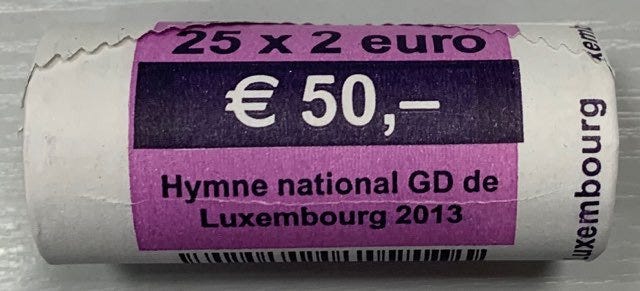 25 x 2 euro
€ 50,–
Hymne national GD de
Luxembourg 2013
Luxembourg